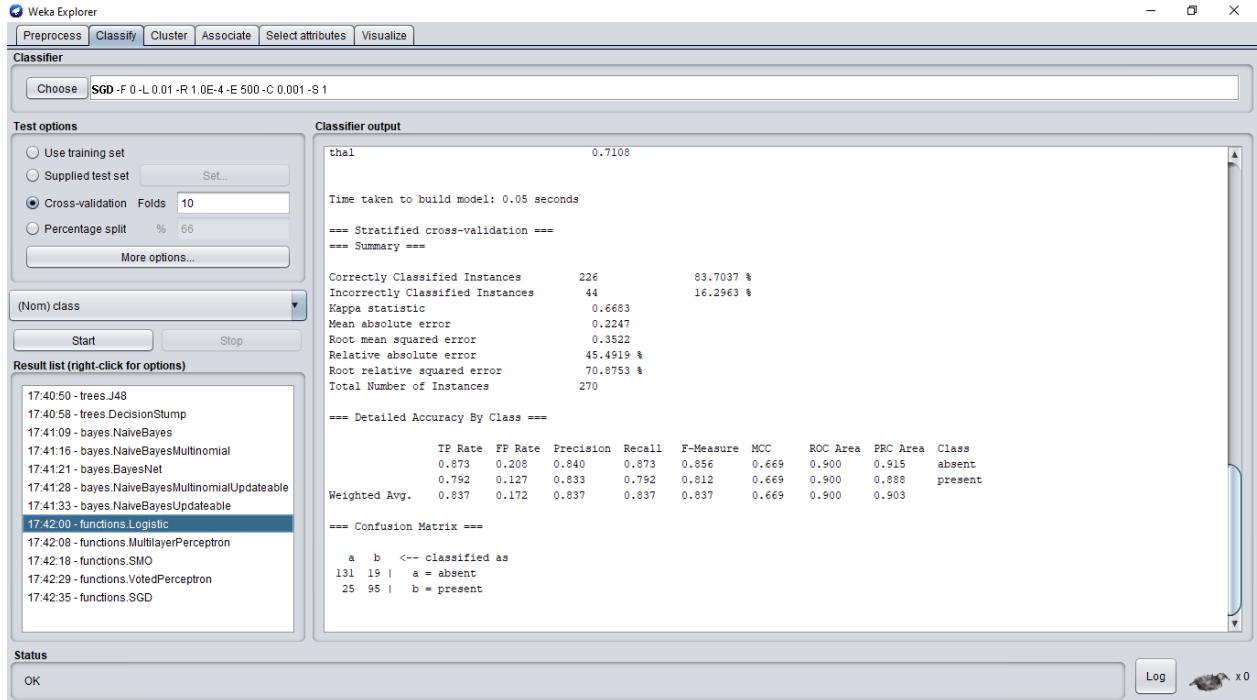 Weka Explorer
Preprocess Classify Cluster Associate Select attributes Visualize
Classifier
Choose SGD -F 0 -L 0.01 -R 1.0E-4 -E 500 -C 0.001 -S 1
Test options
Use training set
Supplied test set Set...
Cross-validation Folds 10
Percentage split % 66
More options...
(Nom) class
Start Stop
Result list (right-click for options)
17:40:50 - trees.J48
17:40:58 - trees.DecisionStump
17:41:09 - bayes.NaiveBayes
17:41:16 - bayes.NaiveBayesMultinomial
17:41:21 - bayes.BayesNet
17:41:28 - bayes.NaiveBayesMultinomialUpdateable
17:41:33 - bayes.NaiveBayesUpdateable
17:42:00 - functions.Logistic
17:42:08 - functions.MultilayerPerceptron
17:42:18 - functions.SMO
17:42:29 - functions.VotedPerceptron
17:42:35 - functions.SGD
Classifier output
thal 0.7108
Time taken to build model: 0.05 seconds
=== Stratified cross-validation ===
=== Summary ===
Correctly Classified Instances 226 83.7037 %
Incorrectly Classified Instances 44 16.2963 %
Kappa statistic 0.6683
Mean absolute error 0.2247
Root mean squared error 0.3522
Relative absolute error 45.4919 %
Root relative squared error 70.8753 %
Total Number of Instances 270
=== Detailed Accuracy By Class ===
TP Rate FP Rate Precision Recall F-Measure MCC ROC Area PRC Area Class
0.873 0.208 0.840 0.873 0.856 0.669 0.900 0.915 absent
0.792 0.127 0.833 0.792 0.812 0.669 0.900 0.888 present
Weighted Avg. 0.837 0.172 0.837 0.837 0.837 0.669 0.900 0.903
=== Confusion Matrix ===
a b <-- classified as
131 19 | a = absent
25 95 | b = present
Status
OK
Log
x 0